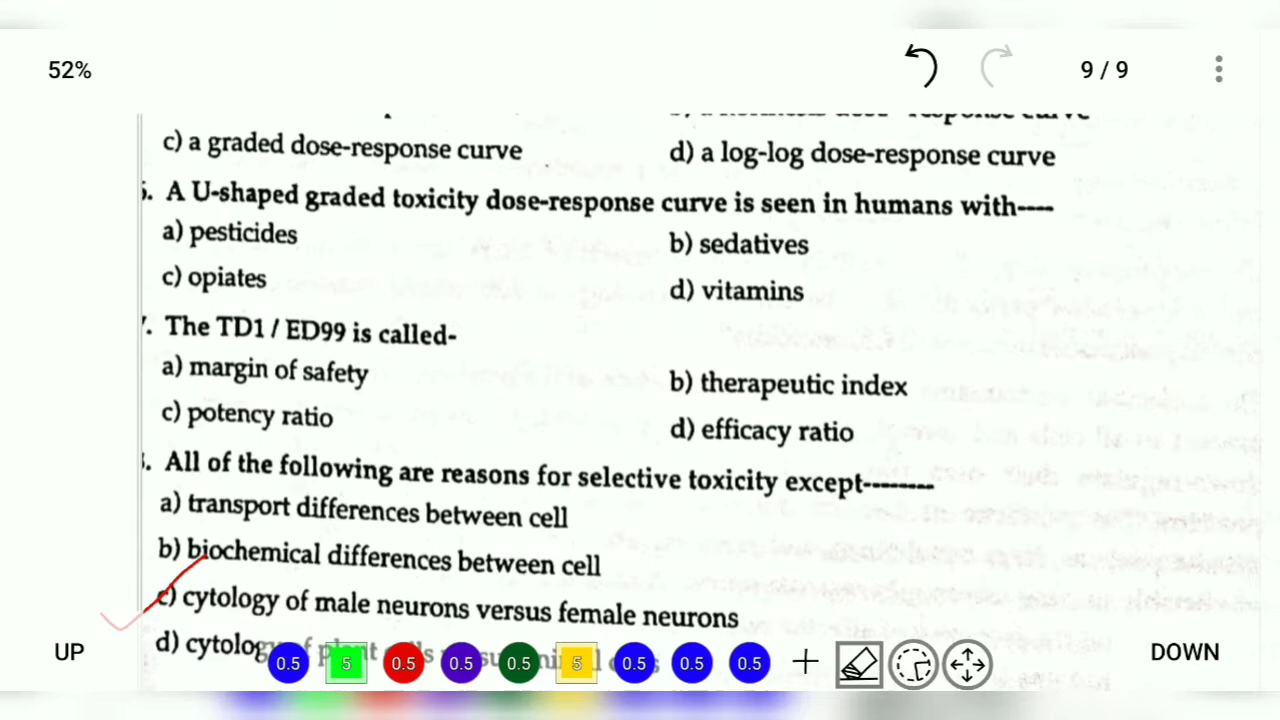 52%
9 / 9
c) a graded dose-response curve
d) a log-log dose-response curve
. A U-shaped graded toxicity dose-response curve is seen in humans with----
a) pesticides
b) sedatives
c) opiates
d) vitamins
. The TD1 / ED99 is called-
a) margin of safety
b) therapeutic index
c) potency ratio
d) efficacy ratio
. All of the following are reasons for selective toxicity except--------
a) transport differences between cell
b) biochemical differences between cell
c) cytology of male neurons versus female neurons
d) cytology of plant cells
UP
0.5 5 0.5 0.5 0.5 5 0.5 0.5 0.5 +
DOWN